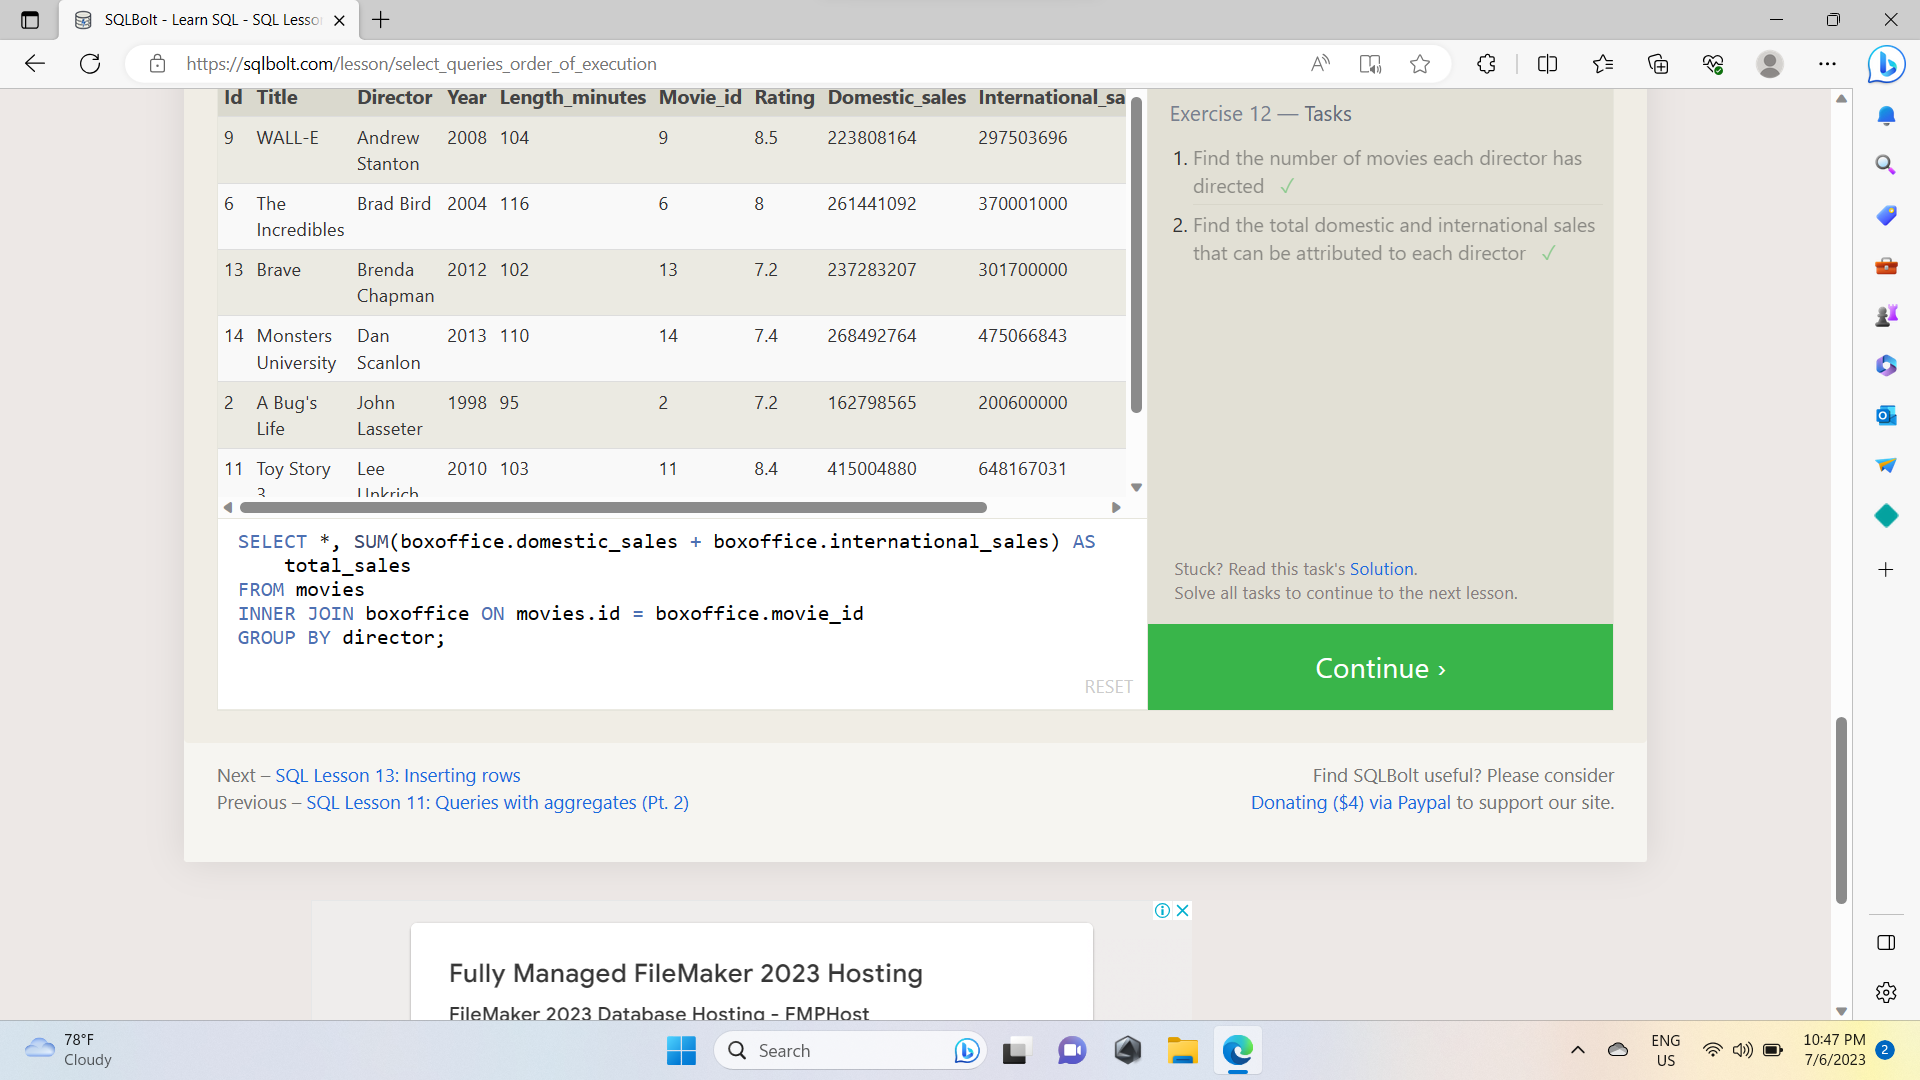 SQLBolt - Learn SQL - SQL Lesso
https://sqlbolt.com/lesson/select_queries_order_of_execution
Id Title Director Year Length_minutes Movie_id Rating Domestic_sales International_sa
9 WALL-E Andrew Stanton 2008 104 9 8.5 223808164 297503696
6 The Incredibles Brad Bird 2004 116 6 8 261441092 370001000
13 Brave Brenda Chapman 2012 102 13 7.2 237283207 301700000
14 Monsters University Dan Scanlon 2013 110 14 7.4 268492764 475066843
2 A Bug's Life John Lasseter 1998 95 2 7.2 162798565 200600000
11 Toy Story 3 Lee Unkrich 2010 103 11 8.4 415004880 648167031
SELECT *, SUM(boxoffice.domestic_sales + boxoffice.international_sales) AS
total_sales
FROM movies
INNER JOIN boxoffice ON movies.id = boxoffice.movie_id
GROUP BY director;
RESET
Exercise 12 — Tasks
1. Find the number of movies each director has
directed ✓
2. Find the total domestic and international sales
that can be attributed to each director ✓
Stuck? Read this task's Solution.
Solve all tasks to continue to the next lesson.
Continue ›
Next – SQL Lesson 13: Inserting rows
Previous – SQL Lesson 11: Queries with aggregates (Pt. 2)
Find SQLBolt useful? Please consider
Donating ($4) via Paypal to support our site.
Fully Managed FileMaker 2023 Hosting
FileMaker 2023 Database Hosting - FMPHost
78°F
Cloudy
Search
ENG
US
10:47 PM
7/6/2023
2